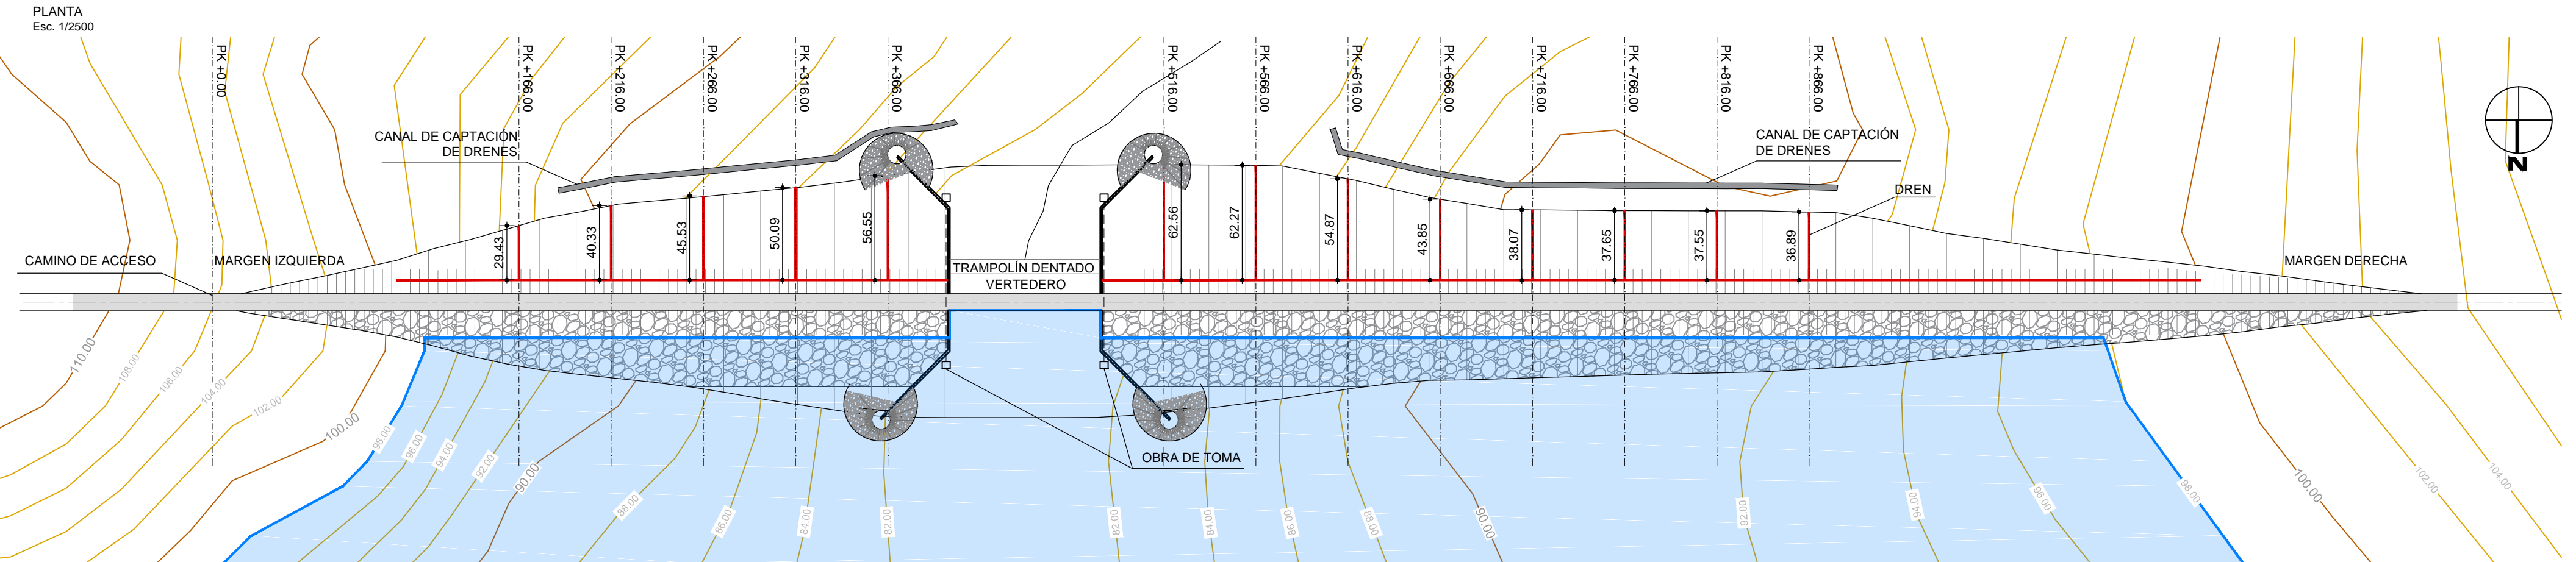 PLANTA
Esc. 1/2500
PK +0.00
PK +166.00
PK +216.00
PK +266.00
PK +316.00
PK +366.00
PK +516.00
PK +566.00
PK +616.00
PK +666.00
PK +716.00
PK +766.00
PK +816.00
PK +866.00
N
CANAL DE CAPTACIÓN
DE DRENES
CANAL DE CAPTACIÓN
DE DRENES
DREN
29.43
40.33
45.53
50.09
56.55
62.56
62.27
54.87
43.85
38.07
37.65
37.55
36.89
CAMINO DE ACCESO
MARGEN IZQUIERDA
TRAMPOLÍN DENTADO
VERTEDERO
MARGEN DERECHA
OBRA DE TOMA
110.00
108.00
106.00
104.00
102.00
100.00
98.00
96.00
94.00
92.00
90.00
88.00
86.00
84.00
82.00
82.00
84.00
86.00
88.00
90.00
92.00
94.00
96.00
98.00
100.00
102.00
104.00